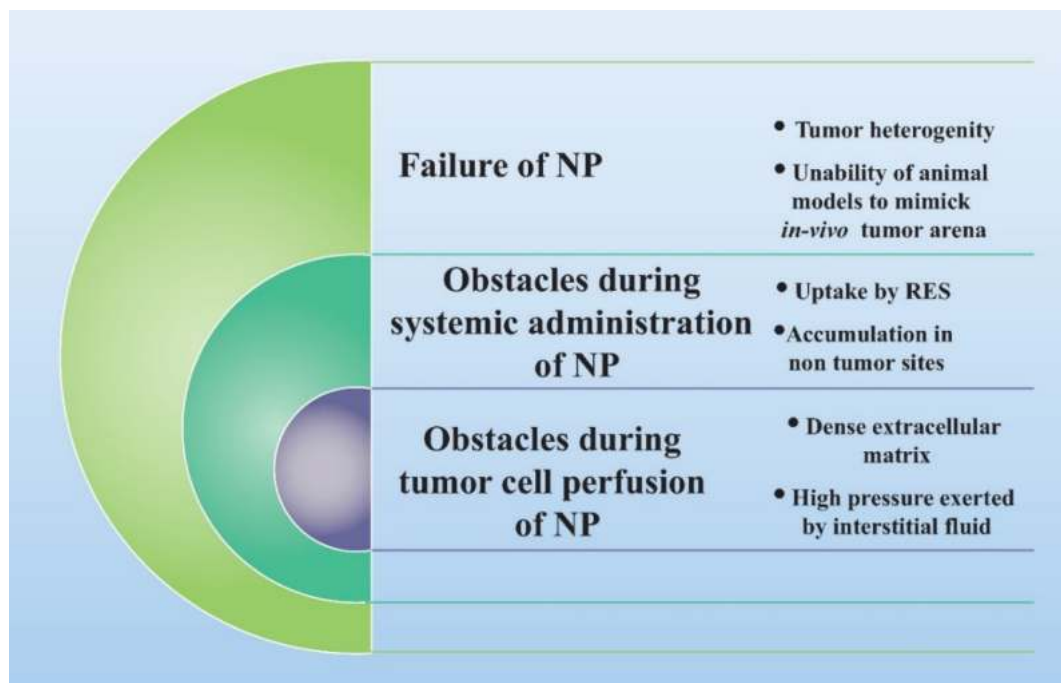 Failure of NP
• Tumor heterogenity
• Unability of animal
models to mimick
in-vivo tumor arena
Obstacles during
systemic administration
of NP
• Uptake by RES
•Accumulation in
non tumor sites
Obstacles during
tumor cell perfusion
of NP
• Dense extracellular
matrix
• High pressure exerted
by interstitial fluid